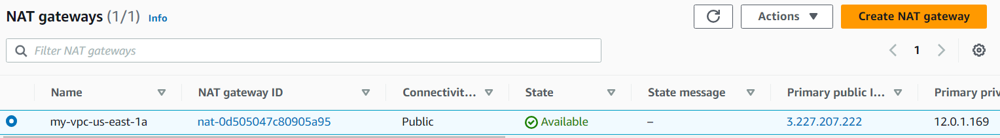 NAT gateways (1/1) Info
Actions
Create NAT gateway
Filter NAT gateways
1
Name NAT gateway ID Connectivit... State State message Primary public I... Primary priv
my-vpc-us-east-1a nat-0d505047c80905a95 Public Available – 3.227.207.222 12.0.1.169